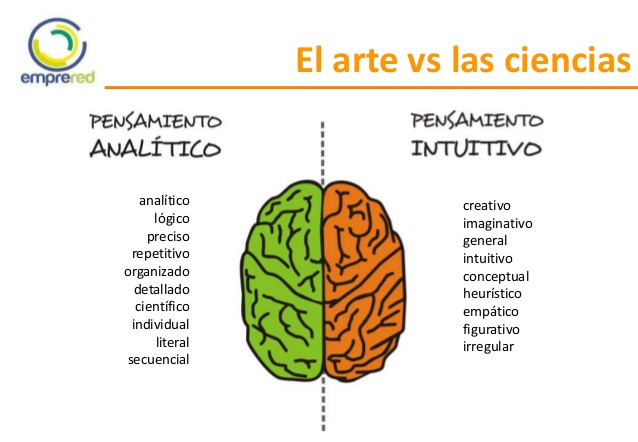 emprered
El arte vs las ciencias
PENSAMIENTO
ANALÍTICO
analítico
lógico
preciso
repetitivo
organizado
detallado
científico
individual
literal
secuencial
PENSAMIENTO
INTUITIVO
creativo
imaginativo
general
intuitivo
conceptual
heurístico
empático
figurativo
irregular